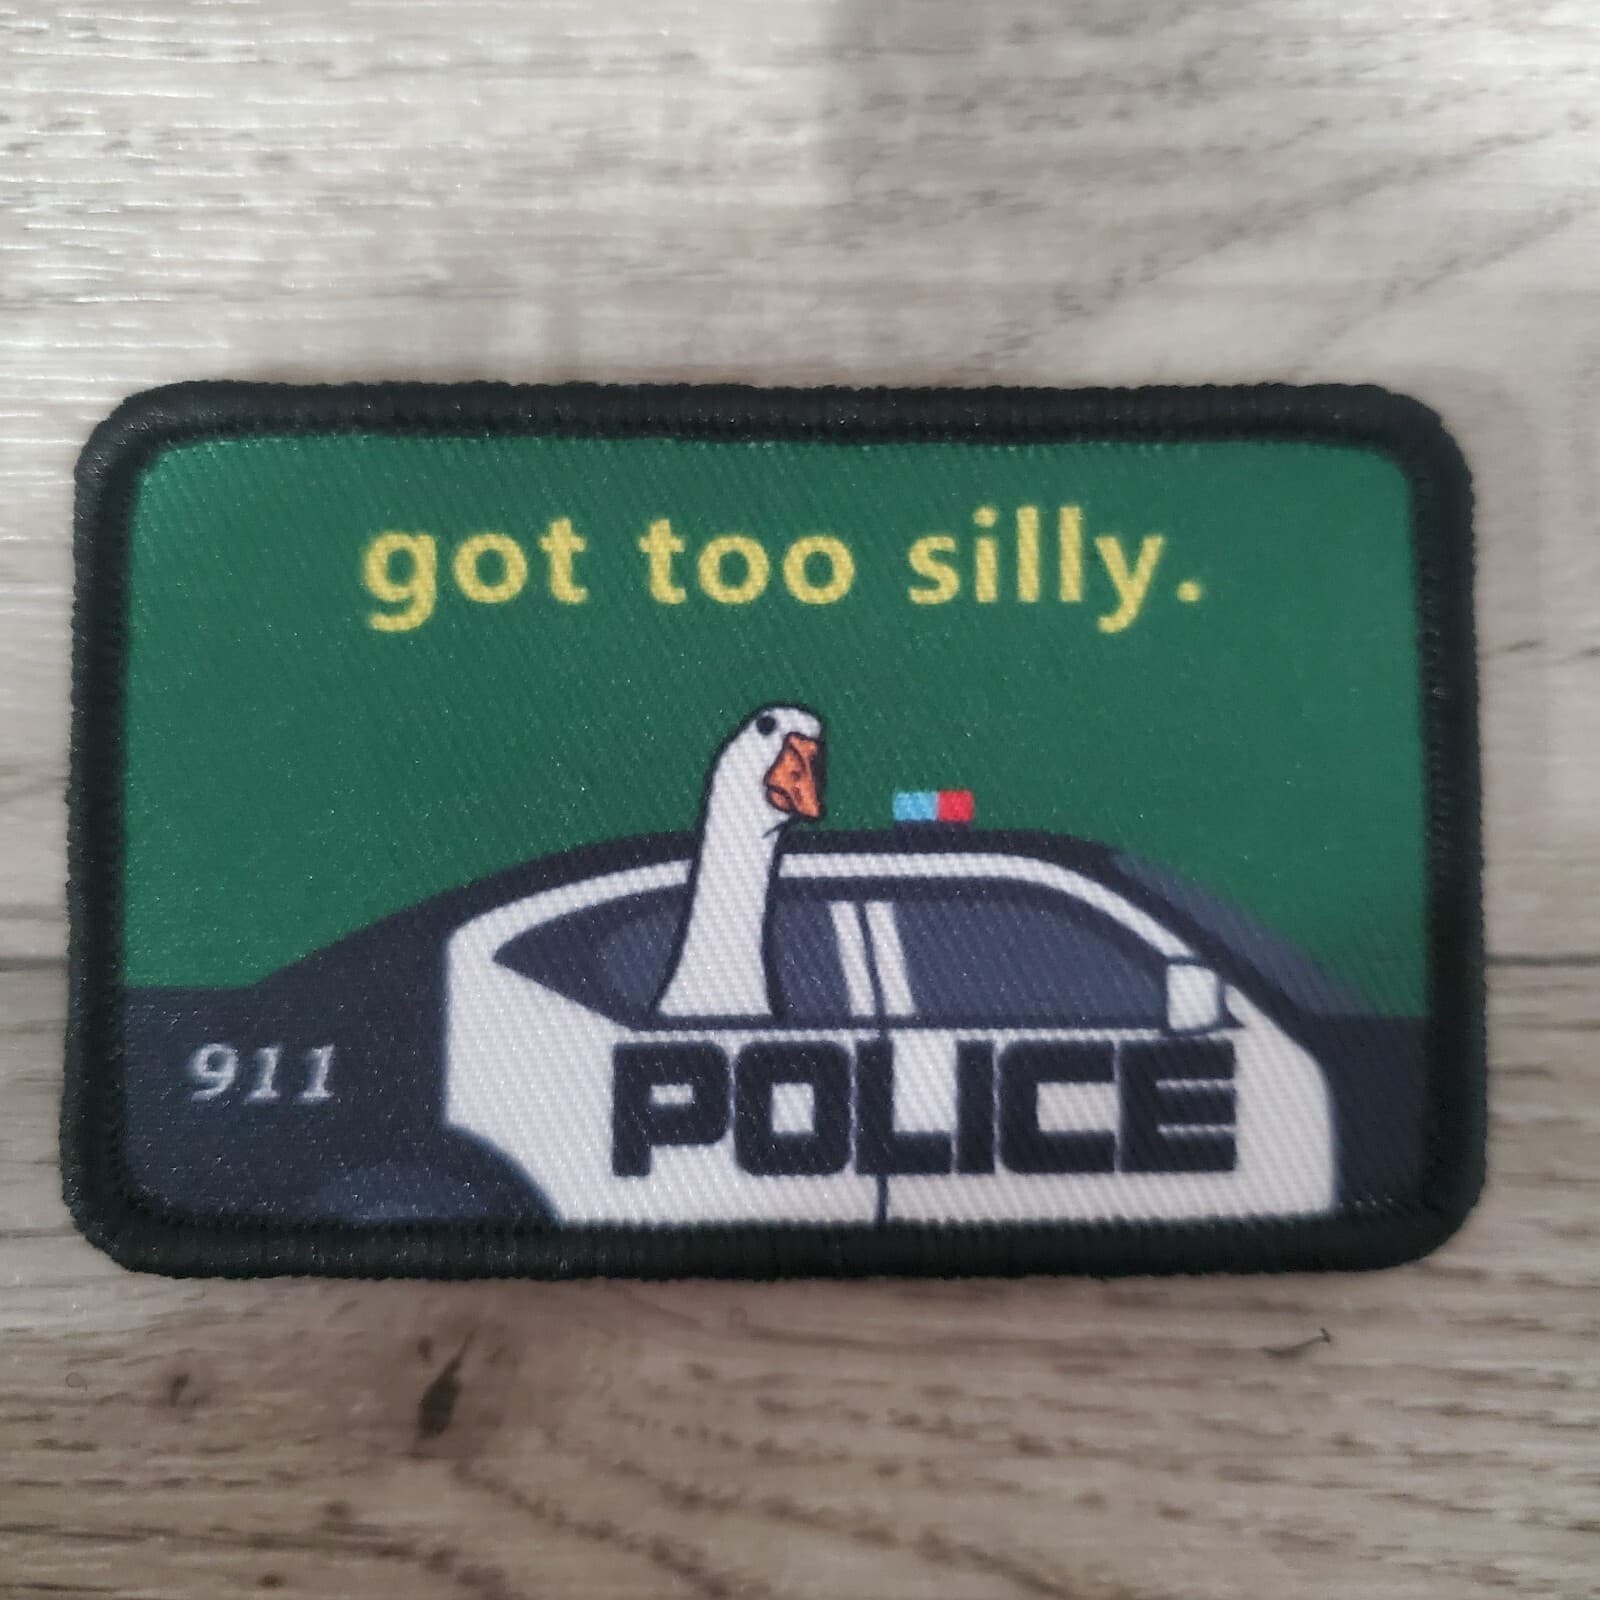 got too silly.
911
POLICE